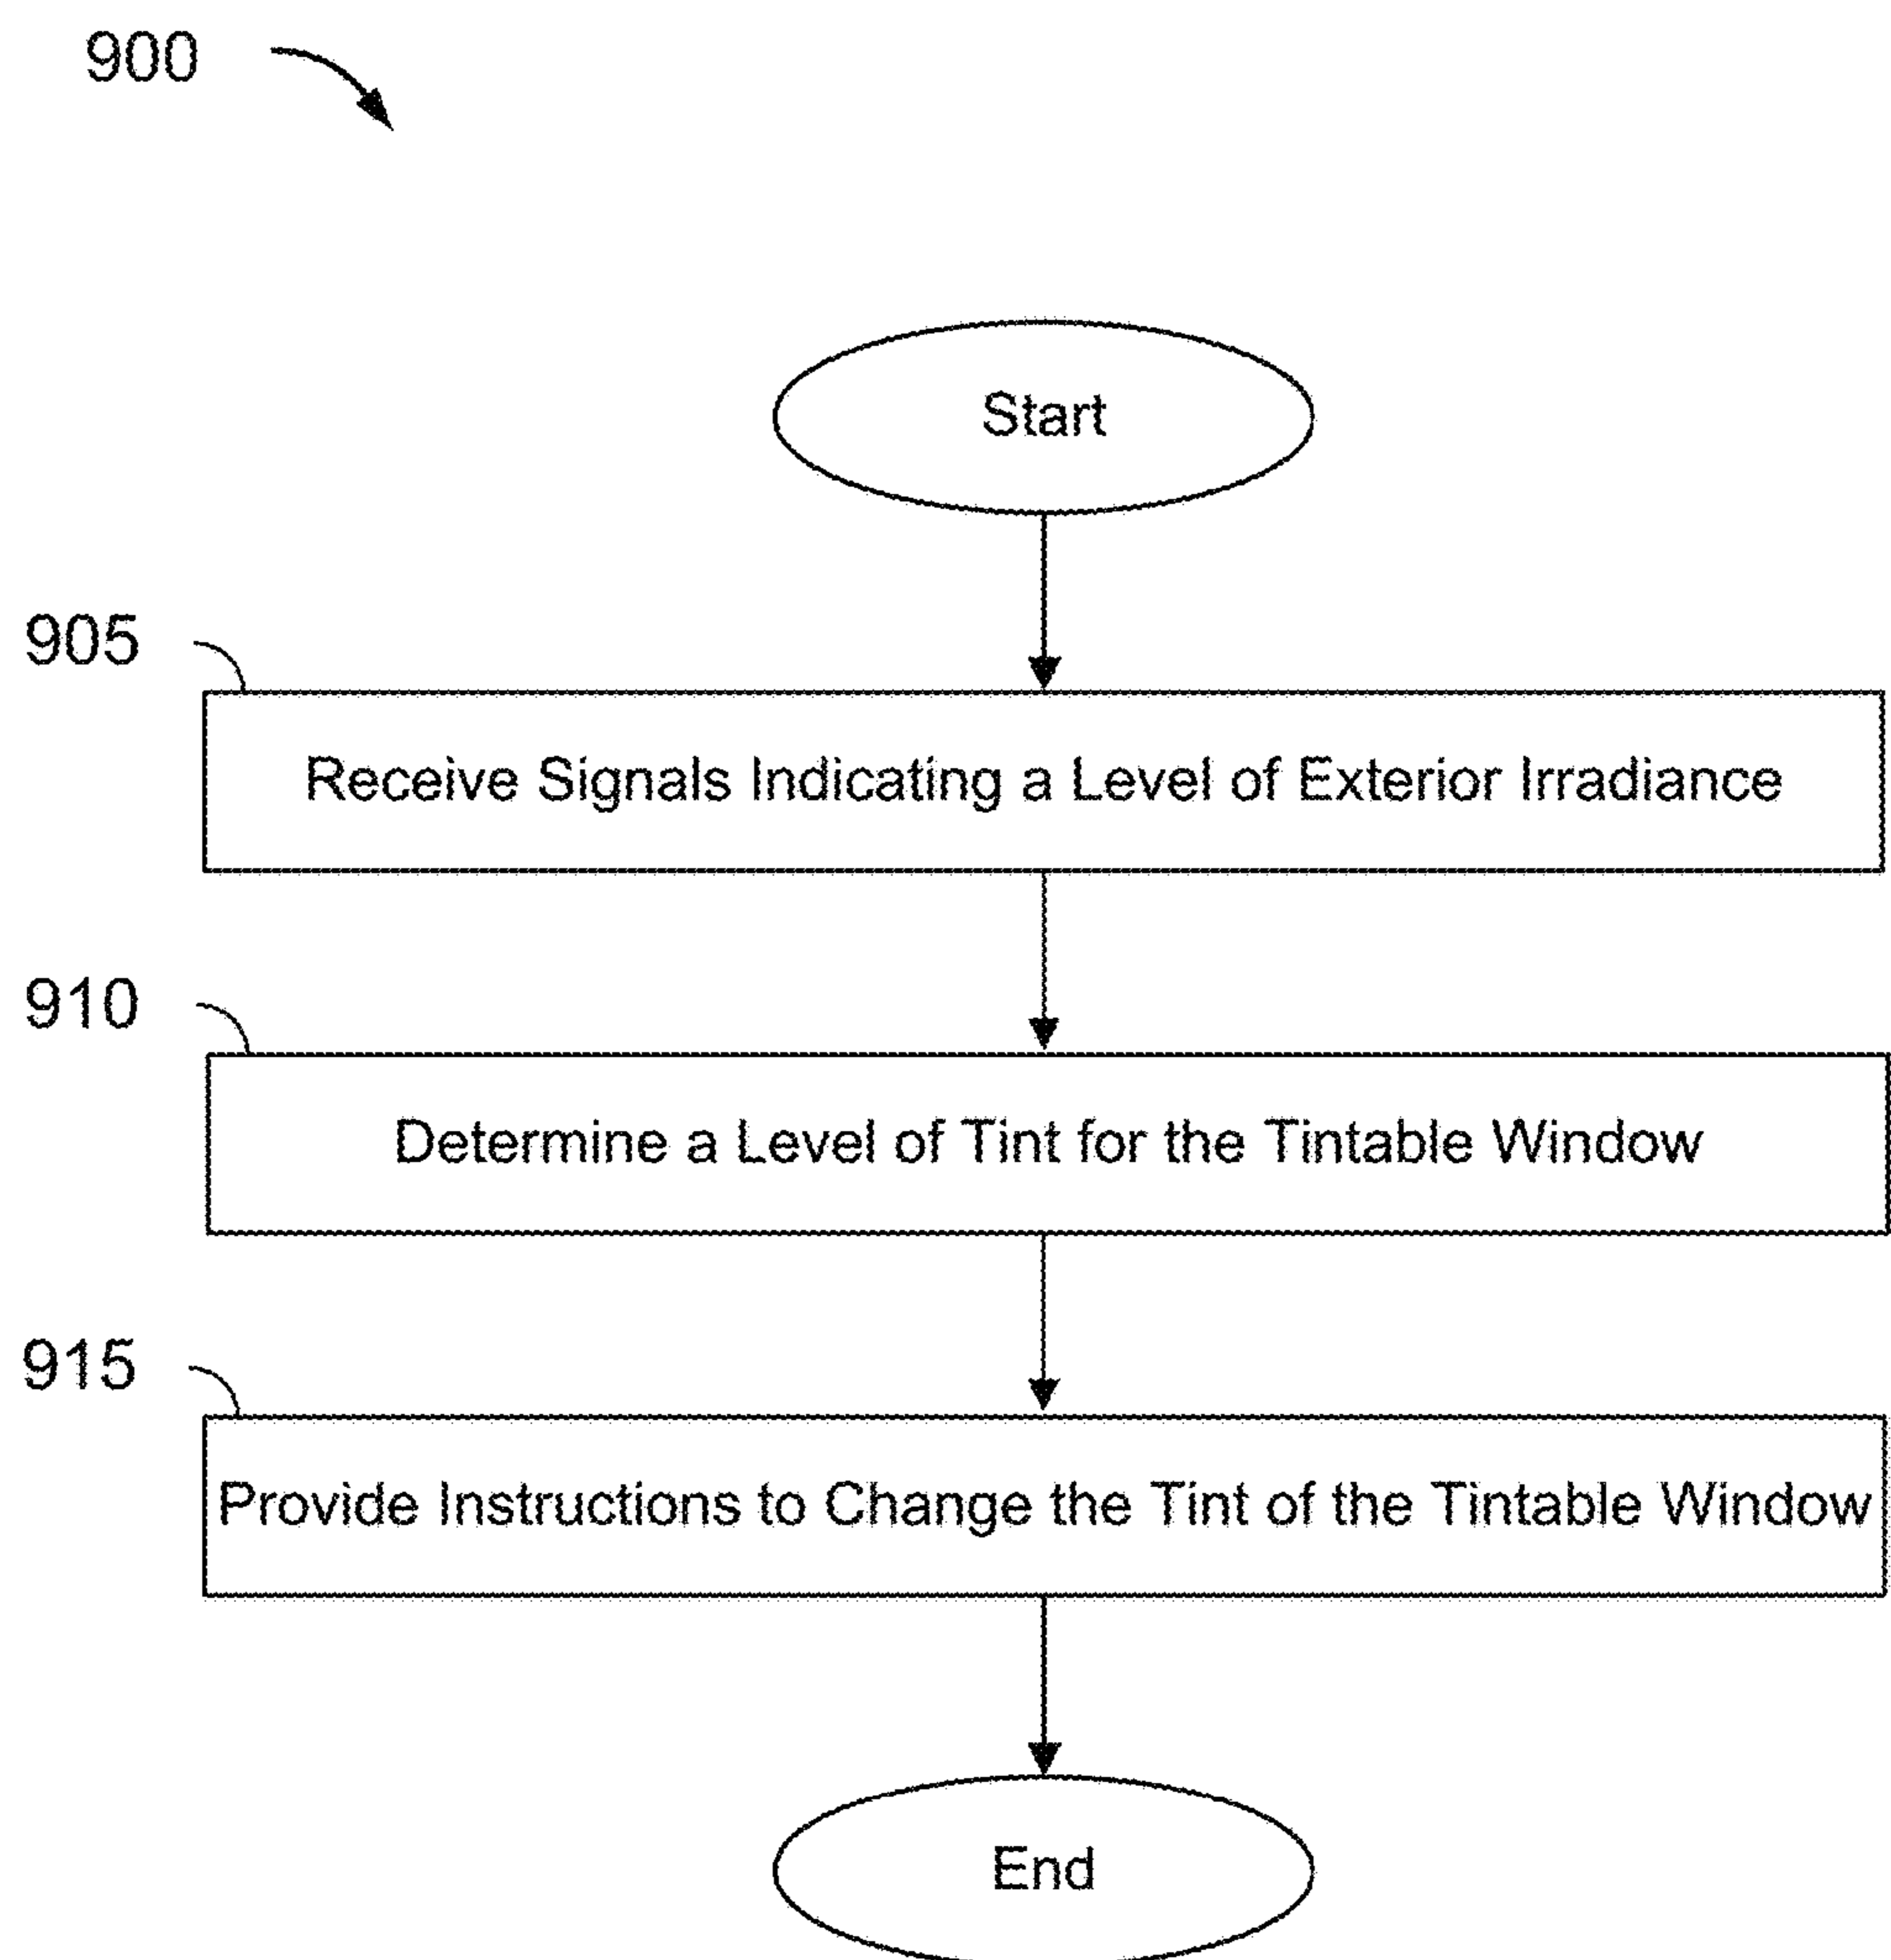 900
Start
905
Receive Signals Indicating a Level of Exterior Irradiance
910
Determine a Level of Tint for the Tintable Window
915
Provide Instructions to Change the Tint of the Tintable Window
End